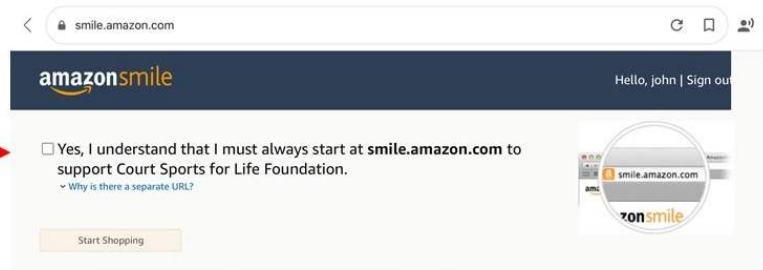 smile.amazon.com
amazonsmile
Hello, john | Sign out
Yes, I understand that I must always start at smile.amazon.com to
support Court Sports for Life Foundation.
Why is there a separate URL?
smile.amazon.com
zonsmile
Start Shopping